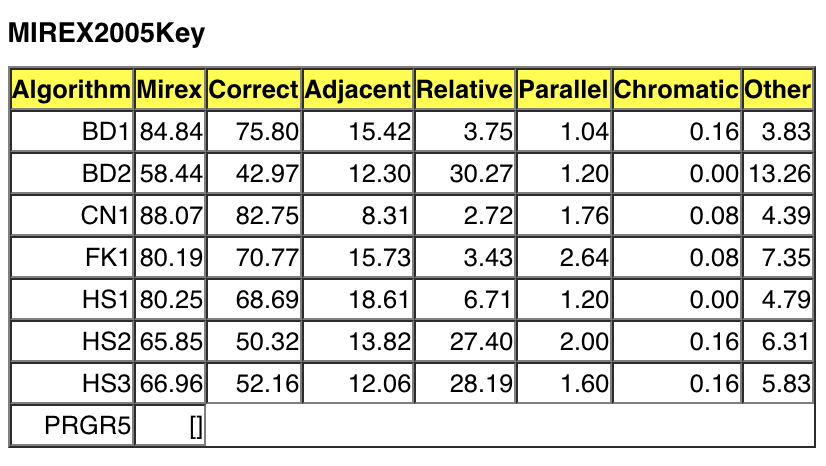 MIREX2005Key
Algorithm Mirex Correct Adjacent Relative Parallel Chromatic Other
BD1 84.84 75.80 15.42 3.75 1.04 0.16 3.83
BD2 58.44 42.97 12.30 30.27 1.20 0.00 13.26
CN1 88.07 82.75 8.31 2.72 1.76 0.08 4.39
FK1 80.19 70.77 15.73 3.43 2.64 0.08 7.35
HS1 80.25 68.69 18.61 6.71 1.20 0.00 4.79
HS2 65.85 50.32 13.82 27.40 2.00 0.16 6.31
HS3 66.96 52.16 12.06 28.19 1.60 0.16 5.83
PRGR5 []